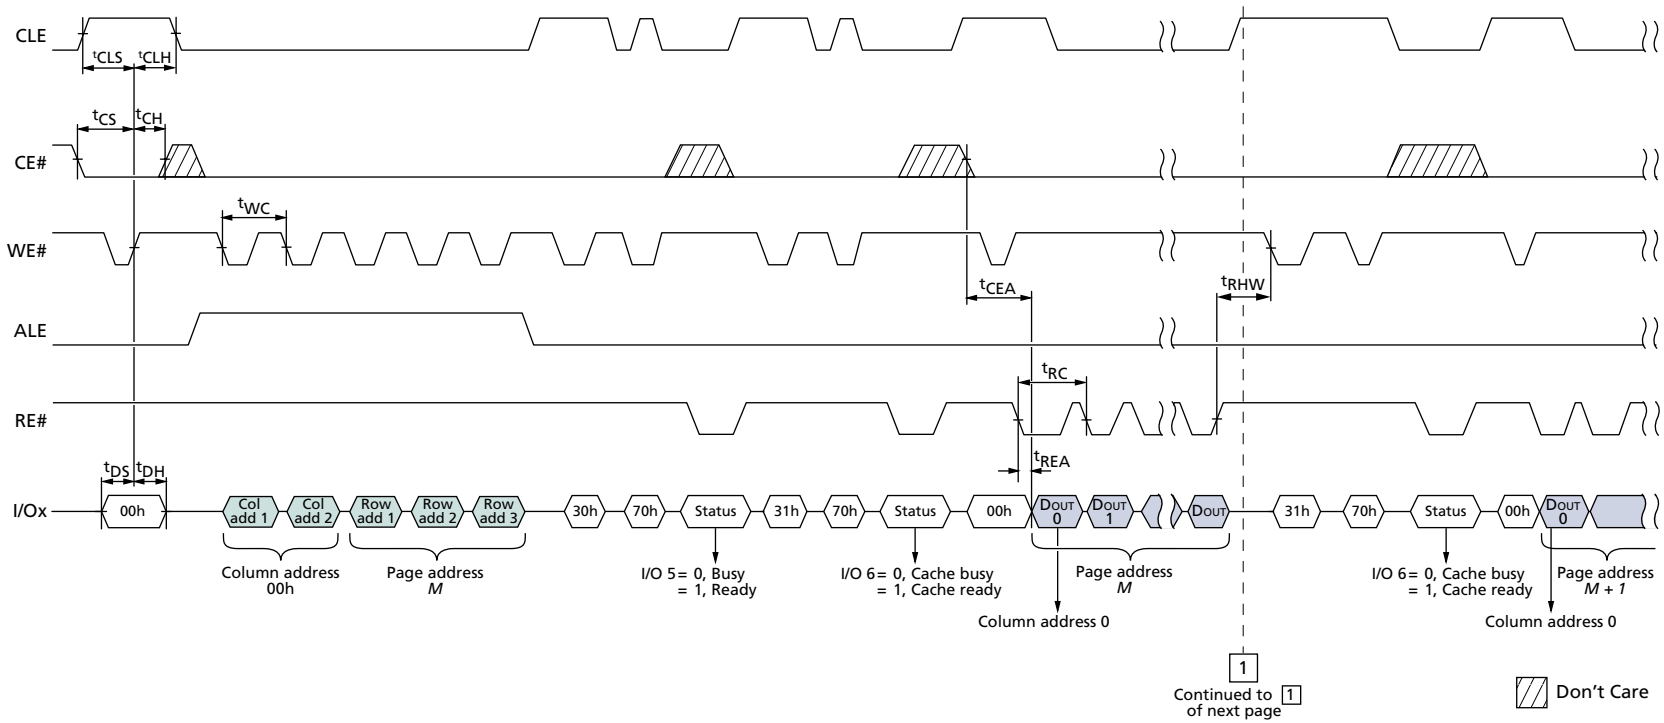 CLE
tCLS
tCLH
tCS
tCH
CE#
tWC
WE#
tCEA
tRHW
ALE
tRC
RE#
tREA
tDS
tDH
I/Ox
00h
Col add 1
Col add 2
Row add 1
Row add 2
Row add 3
30h
70h
Status
31h
70h
Status
00h
DOUT 0
DOUT 1
DOUT
31h
70h
Status
00h
DOUT 0
Column address
00h
Page address
M
I/O 5 = 0, Busy
= 1, Ready
I/O 6 = 0, Cache busy
= 1, Cache ready
Page address
M
Column address 0
I/O 6 = 0, Cache busy
= 1, Cache ready
Page address
M + 1
Column address 0
1
Continued to 1
of next page
Don't Care